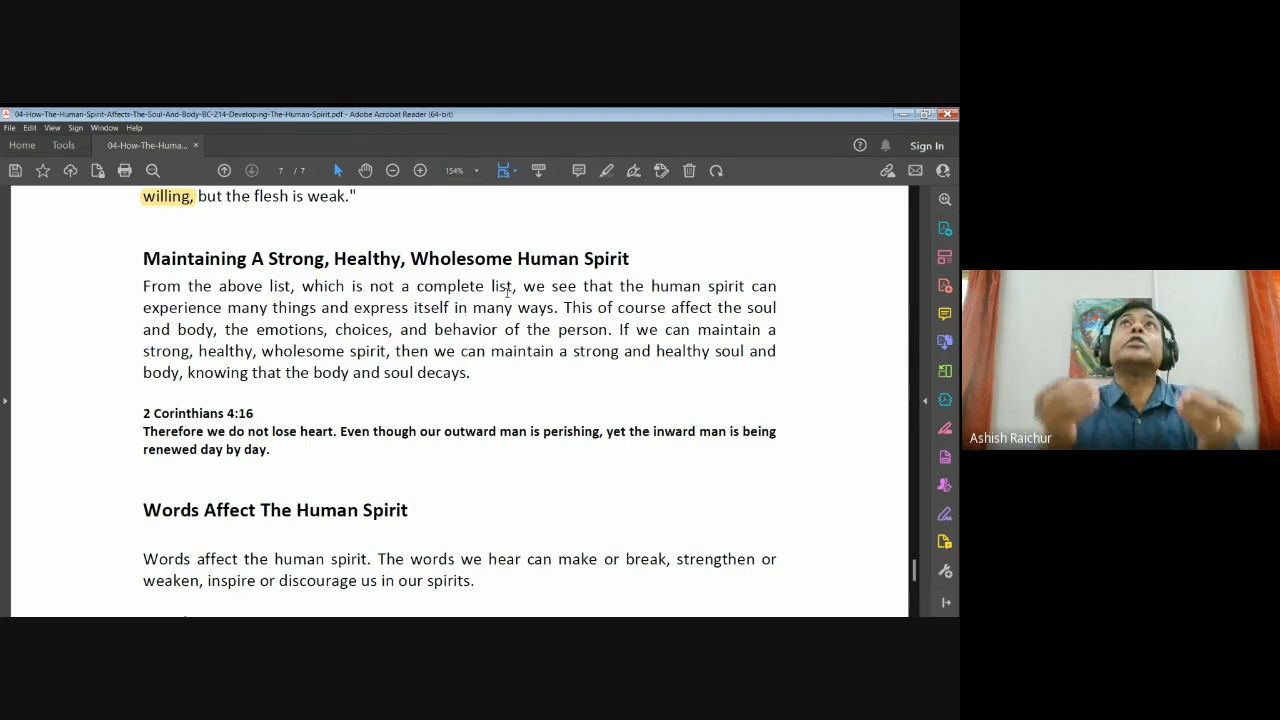 04-How-The-Human-Spirit-Affects-The-Soul-And-Body-BC-214-Developing-The-Human-Spirit.pdf - Adobe Acrobat Reader (64-bit)
File Edit View Sign Window Help
Home Tools 04-How-The-Huma... × Sign In
7 / 7 154%
willing, but the flesh is weak."
Maintaining A Strong, Healthy, Wholesome Human Spirit
From the above list, which is not a complete list, we see that the human spirit can
experience many things and express itself in many ways. This of course affect the soul
and body, the emotions, choices, and behavior of the person. If we can maintain a
strong, healthy, wholesome spirit, then we can maintain a strong and healthy soul and
body, knowing that the body and soul decays.
2 Corinthians 4:16
Therefore we do not lose heart. Even though our outward man is perishing, yet the inward man is being
renewed day by day.
Words Affect The Human Spirit
Words affect the human spirit. The words we hear can make or break, strengthen or
weaken, inspire or discourage us in our spirits.
Ashish Raichur